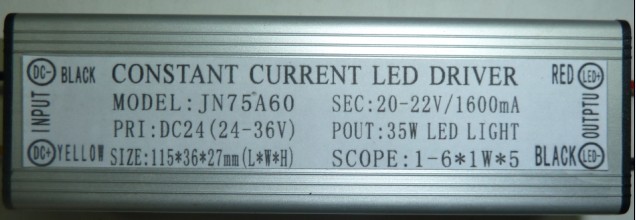 DC- BLACK CONSTANT CURRENT LED DRIVER RED LED+
INPUT
MODEL:JN75A60 SEC:20-22V/1600mA
PRI:DC24(24-36V) POUT:35W LED LIGHT
OUTPTU
DC+ YELLOW SIZE:115*36*27mm(L*W*H) SCOPE:1-6*1W*5 BLACK LED-